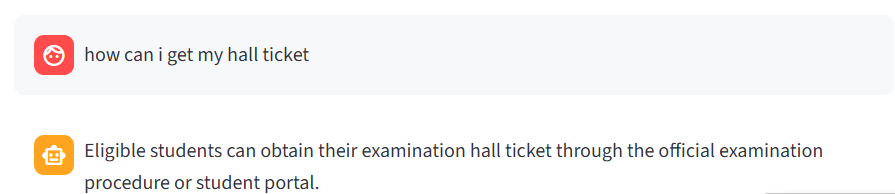 how can i get my hall ticket
Eligible students can obtain their examination hall ticket through the official examination
procedure or student portal.